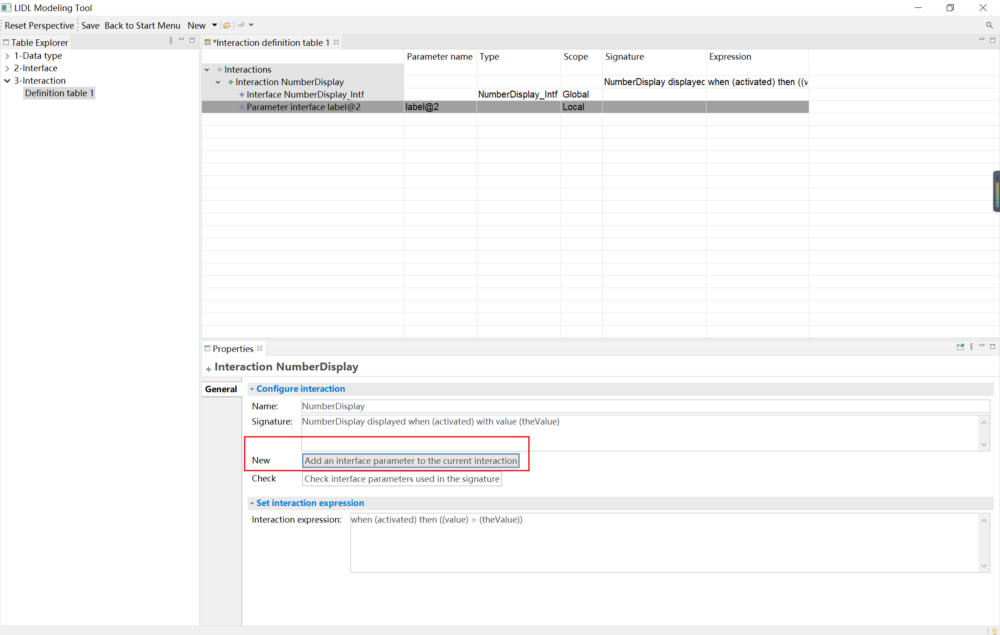 LIDL Modeling Tool
Reset Perspective Save Back to Start Menu New
Table Explorer
1-Data type
2-Interface
3-Interaction
Definition table 1
*Interaction definition table 1
Parameter name Type Scope Signature Expression
Interactions
Interaction NumberDisplay NumberDisplay displayed when (activated) then ((v
Interface NumberDisplay_Intf NumberDisplay_Intf Global
Parameter interface label@2 label@2 Local
Properties
Interaction NumberDisplay
General
Configure interaction
Name: NumberDisplay
Signature: NumberDisplay displayed when (activated) with value (theValue)
New Add an interface parameter to the current interaction
Check Check interface parameters used in the signature
Set interaction expression
Interaction expression: when (activated) then ((value) = (theValue))